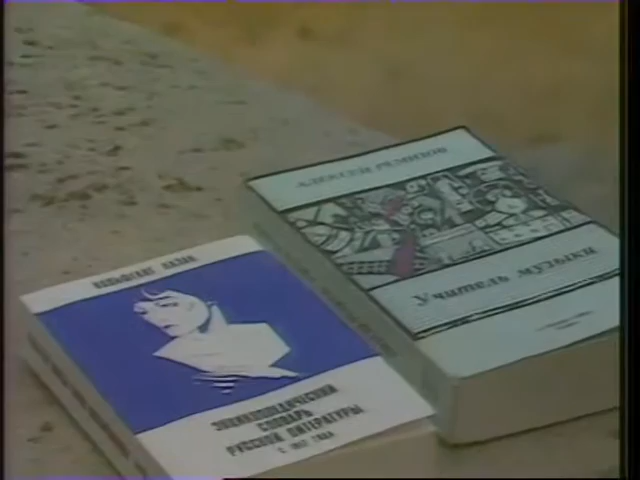 ВОЛЬФГАНГ КАЗАК
ЭНЦИКЛОПЕДИЧЕСКИЙ
СЛОВАРЬ
РУССКОЙ ЛИТЕРАТУРЫ
С 1917 ГОДА
АЛЕКСЕЙ РЕМИЗОВ
Учитель музыки